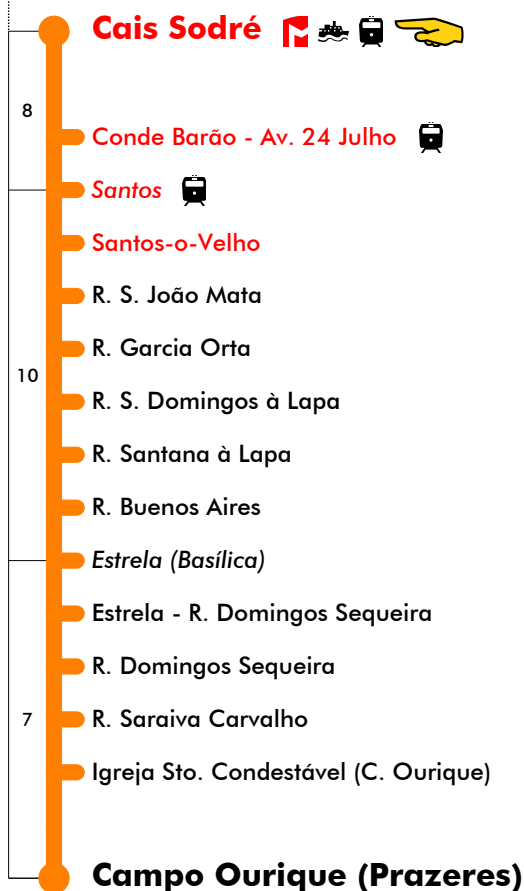 Cais Sodré
8
Conde Barão - Av. 24 Julho
Santos
Santos-o-Velho
R. S. João Mata
R. Garcia Orta
10
R. S. Domingos à Lapa
R. Santana à Lapa
R. Buenos Aires
Estrela (Basílica)
Estrela - R. Domingos Sequeira
R. Domingos Sequeira
7
R. Saraiva Carvalho
Igreja Sto. Condestável (C. Ourique)
Campo Ourique (Prazeres)